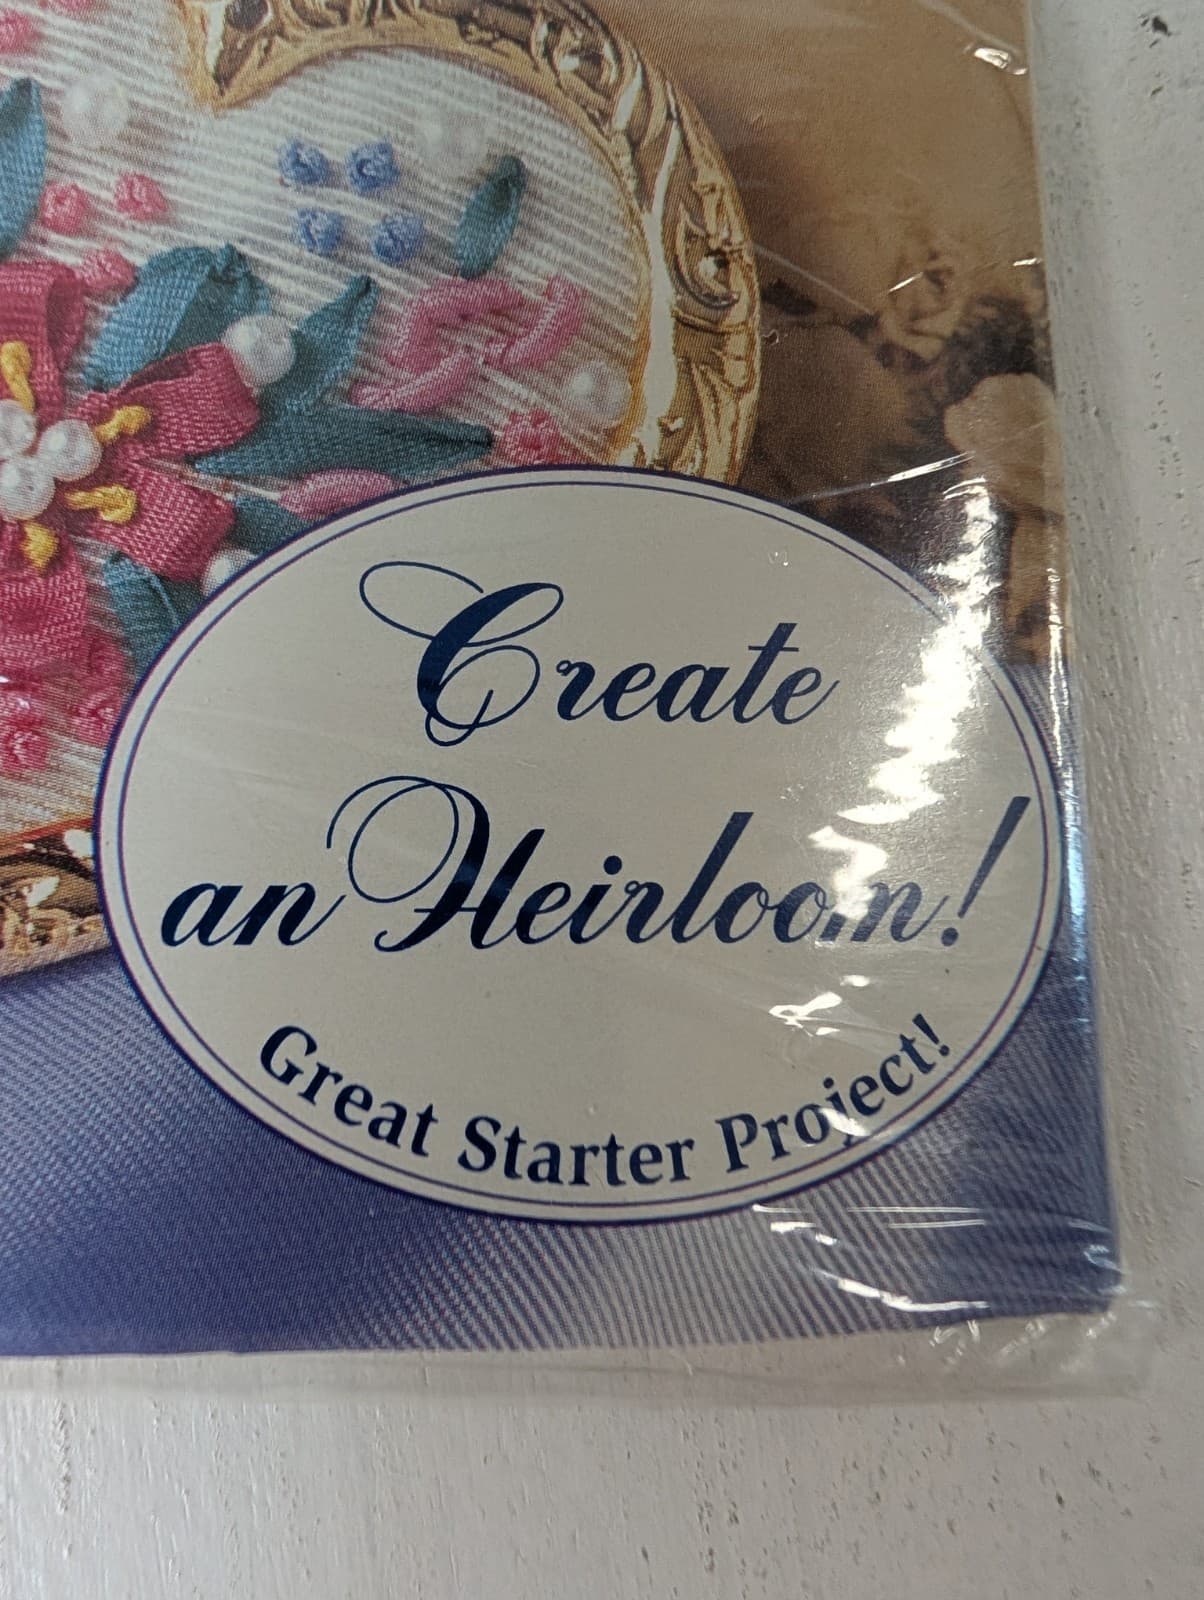 Create
an Heirloom!
Great Starter Project!